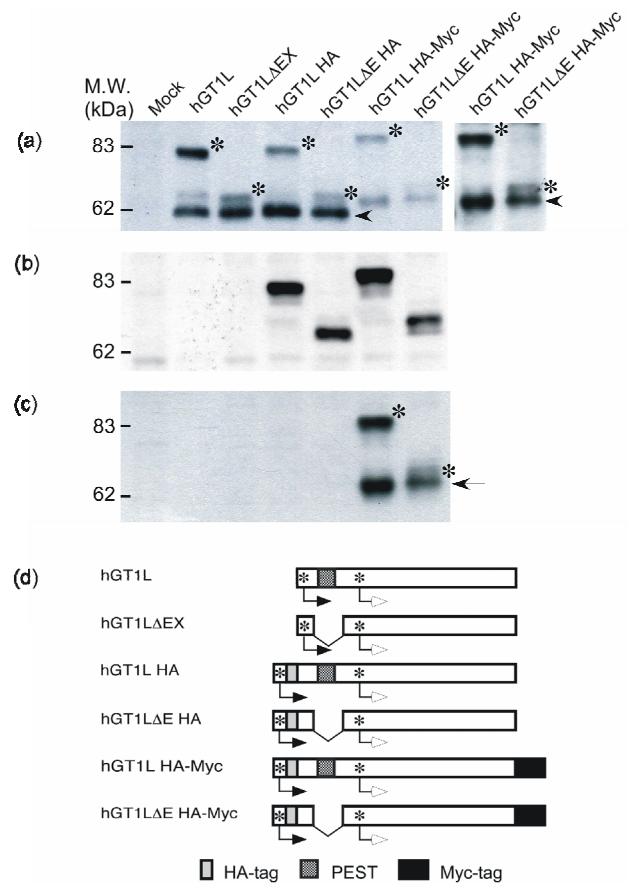 M.W.
(kDa)
Mock
hGT1L
hGT1LΔEX
hGT1L HA
hGT1LΔE HA
hGT1L HA-Myc
hGT1LΔE HA-Myc
hGT1L HA-Myc
hGT1LΔE HA-Myc
(a)
83
62
* * * * * * * *
(b)
83
62
(c)
83
62
* *
(d)
hGT1L * *
hGT1LΔEX * *
hGT1L HA * *
hGT1LΔE HA * *
hGT1L HA-Myc * *
hGT1LΔE HA-Myc * *
HA-tag PEST Myc-tag